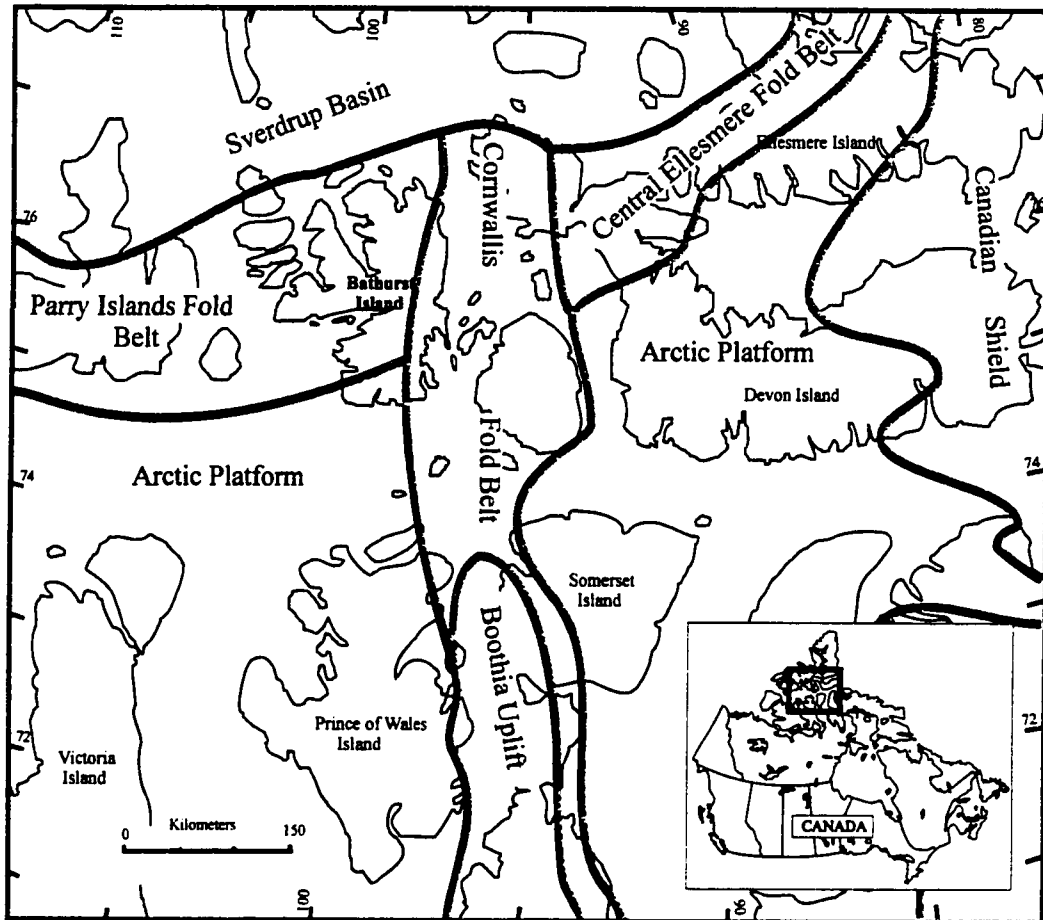 110
100
90
80
Sverdrup Basin
Central Ellesmere Fold Belt
Ellesmere Island
Cornwallis
Fold Belt
Canadian
Shield
76
76
Bathurst
Island
Parry Islands Fold
Belt
Arctic Platform
Devon Island
74
Arctic Platform
74
Somerset
Island
Boothia Uplift
Prince of Wales
Island
72
72
Victoria
Island
0 Kilometers 150
CANADA
100
90